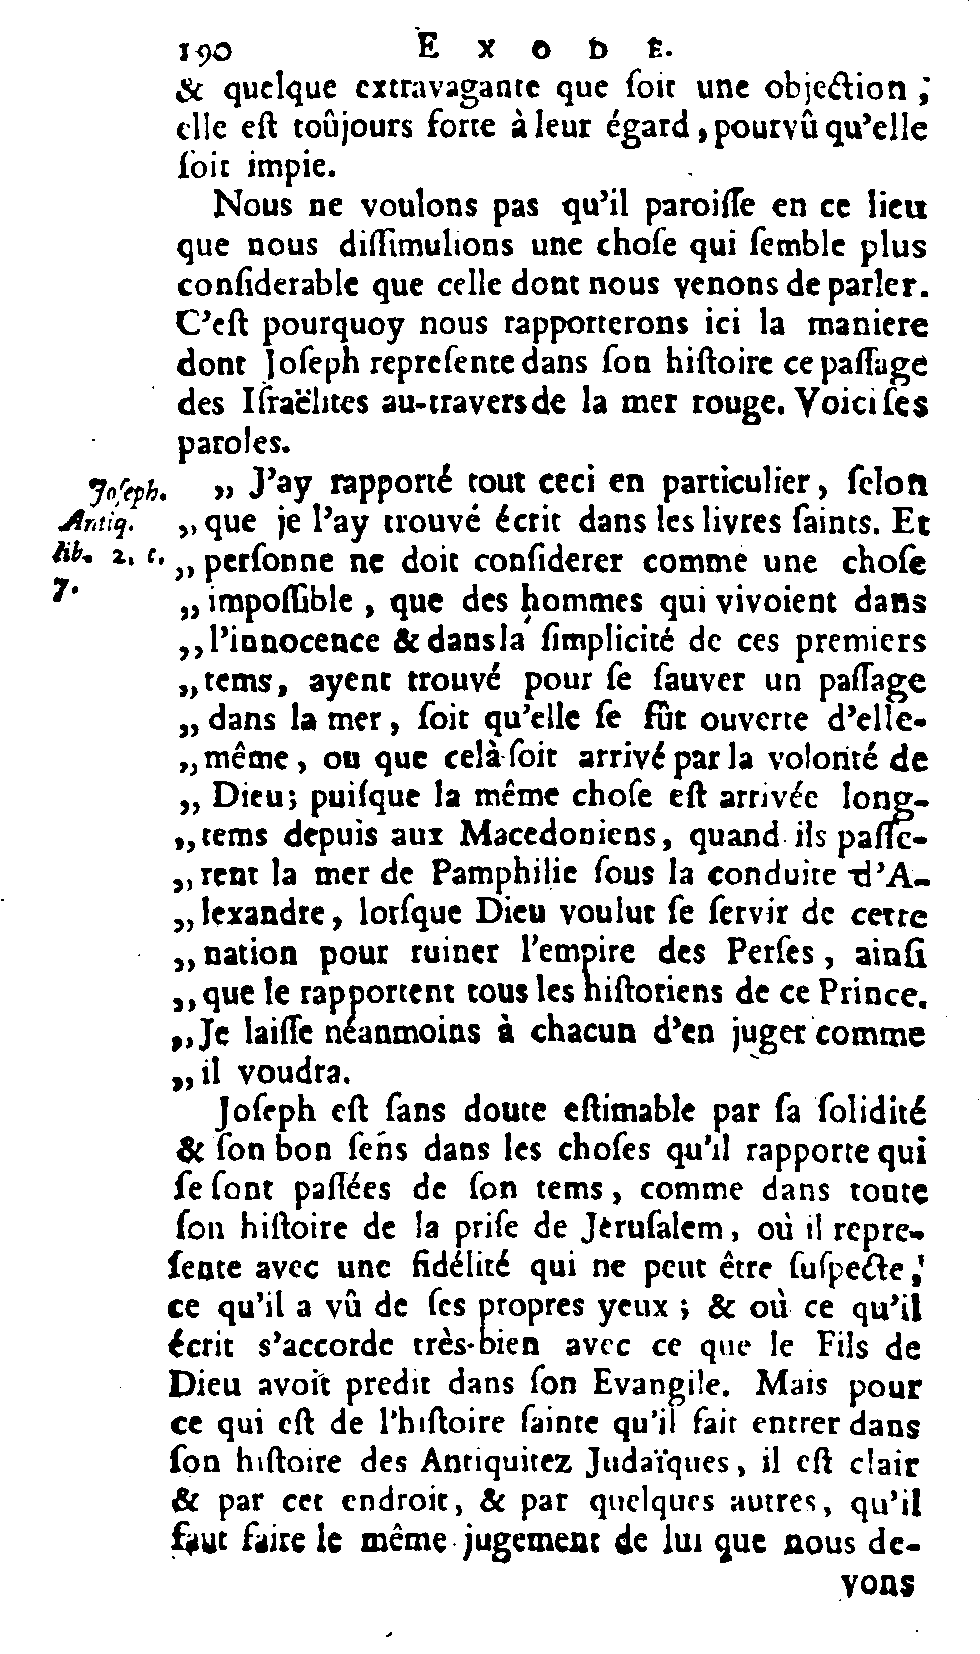 190 EXODE.
& quelque extravagante que ſoit une objection ;
elle eſt toûjours forte à leur égard, pourvû qu'elle
ſoit impie.
Nous ne voulons pas qu'il paroiſſe en ce lieu
que nous diſſimulions une choſe qui ſemble plus
conſiderable que celle dont nous venons de parler.
C'eſt pourquoy nous rapporterons ici la maniere
dont Joſeph repreſente dans ſon hiſtoire ce paſſage
des Iſraëlites au-travers de la mer rouge. Voici ſes
paroles.
Joſeph.
Antiq.
lib. 2. c.
7.
„ J'ay rapporté tout ceci en particulier, ſelon
„ que je l'ay trouvé écrit dans les livres ſaints. Et
„ perſonne ne doit conſiderer comme une choſe
„ impoſſible, que des hommes qui vivoient dans
„ l'innocence & dans la ſimplicité de ces premiers
„ tems, ayent trouvé pour ſe ſauver un paſſage
„ dans la mer, ſoit qu'elle ſe fût ouverte d'elle-
„ même, ou que celà ſoit arrivé par la volonté de
„ Dieu; puiſque la même choſe eſt arrivée long-
„ tems depuis aux Macedoniens, quand ils paſſe-
„ rent la mer de Pamphilie ſous la conduite d'A-
„ lexandre, lorſque Dieu voulut ſe ſervir de cette
„ nation pour ruiner l'empire des Perſes, ainſi
„ que le rapportent tous les hiſtoriens de ce Prince.
„ Je laiſſe néanmoins à chacun d'en juger comme
„ il voudra.
Joſeph eſt ſans doute eſtimable par ſa ſolidité
& ſon bon ſens dans les choſes qu'il rapporte qui
ſe ſont paſſées de ſon tems, comme dans toute
ſon hiſtoire de la priſe de Jèruſalem, où il repre-
ſente avec une fidélité qui ne peut être ſuſpecte,
ce qu'il a vû de ſes propres yeux ; & où ce qu'il
écrit s'accorde très-bien avec ce que le Fils de
Dieu avoit predit dans ſon Evangile. Mais pour
ce qui eſt de l'hiſtoire ſainte qu'il fait entrer dans
ſon hiſtoire des Antiquitez Judaïques, il eſt clair
& par cet endroit, & par quelques autres, qu'il
faut faire le même jugement de lui que nous de-
vons